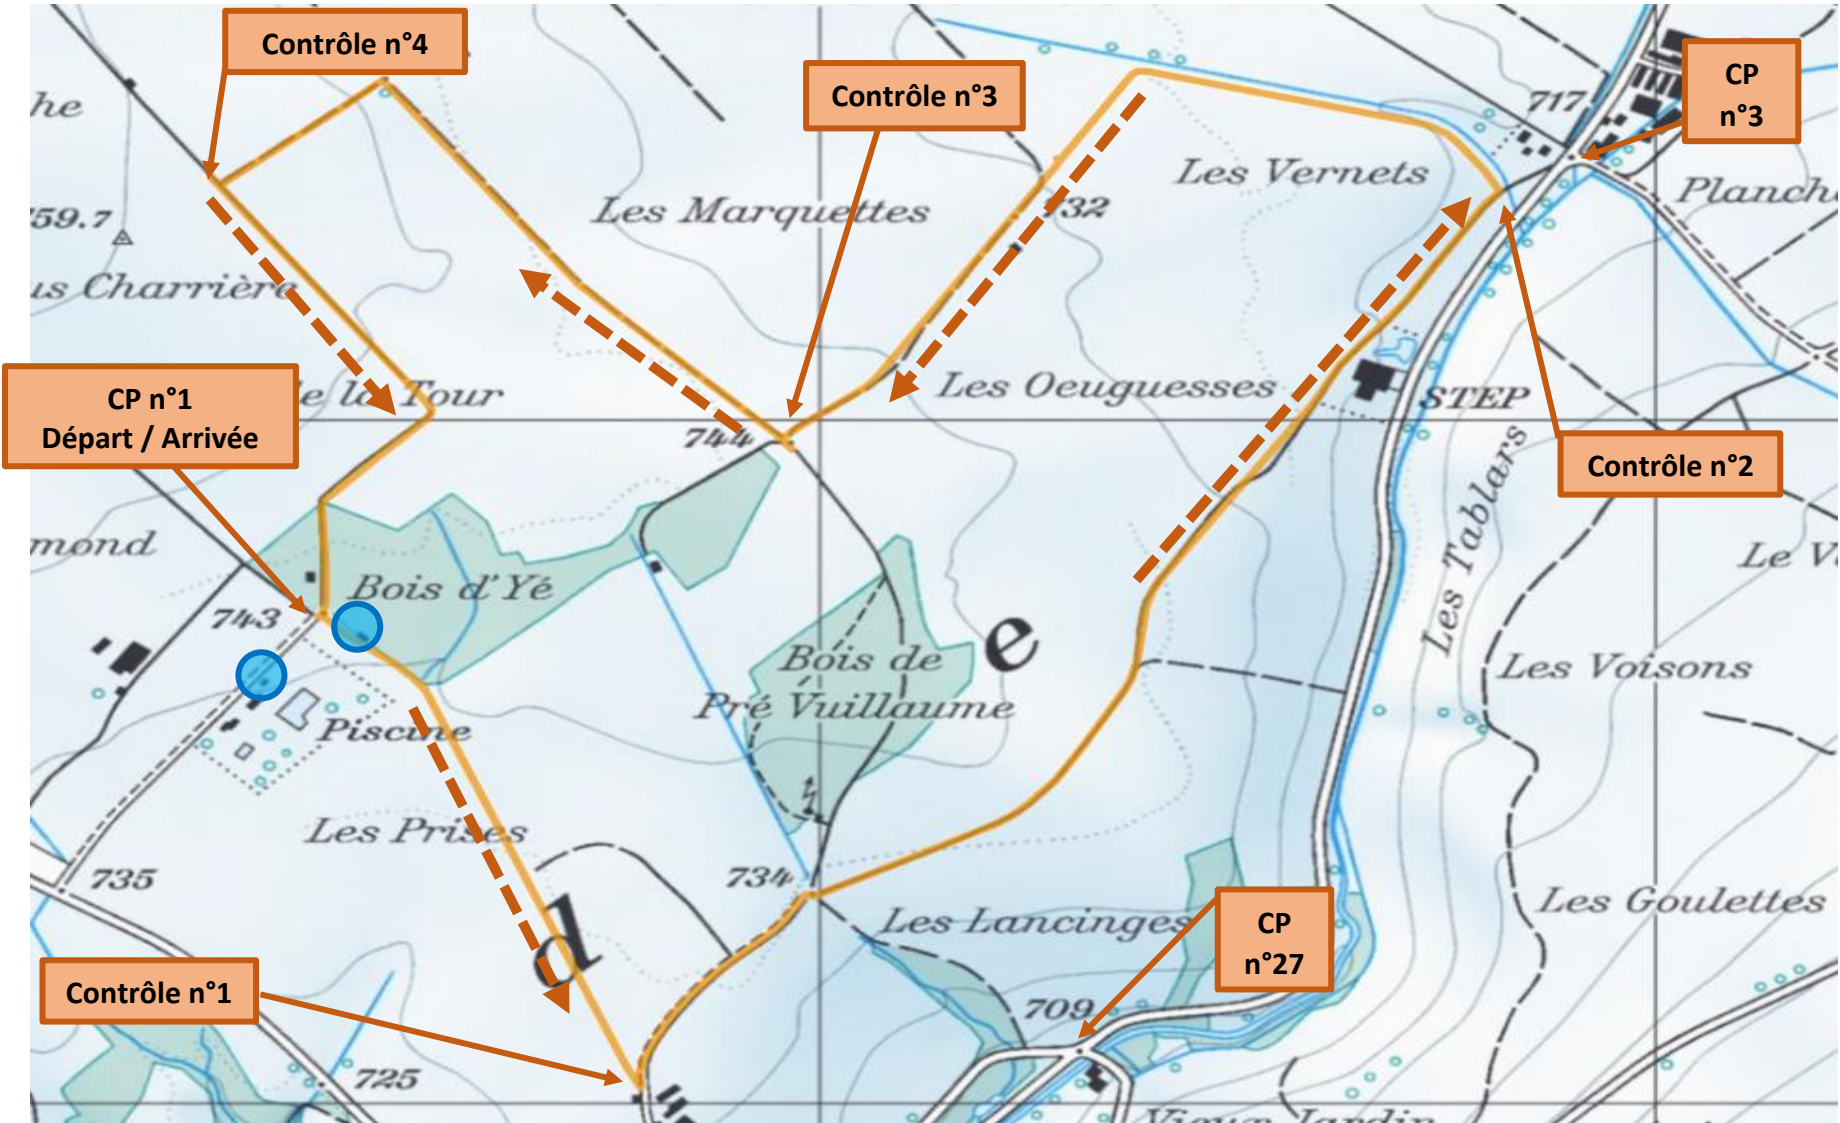 Contrôle n°4
CP
n°3
Contrôle n°3
he
717
Les Vernets
Planch
Les Marquettes
732
59.7
us Charrière
CP n°1
Départ / Arrivée
e la Tour
Les Oeuguesses
STEP
744
Contrôle n°2
Les Tablars
mond
Le V
Bois d'Yé
743
e
Bois de
Pré Vuillaume
Les Voisons
Piscine
Les Prises
735
734
d
Les Lancinges
CP
n°27
Les Goulettes
Contrôle n°1
709
725
Vieux Jardin